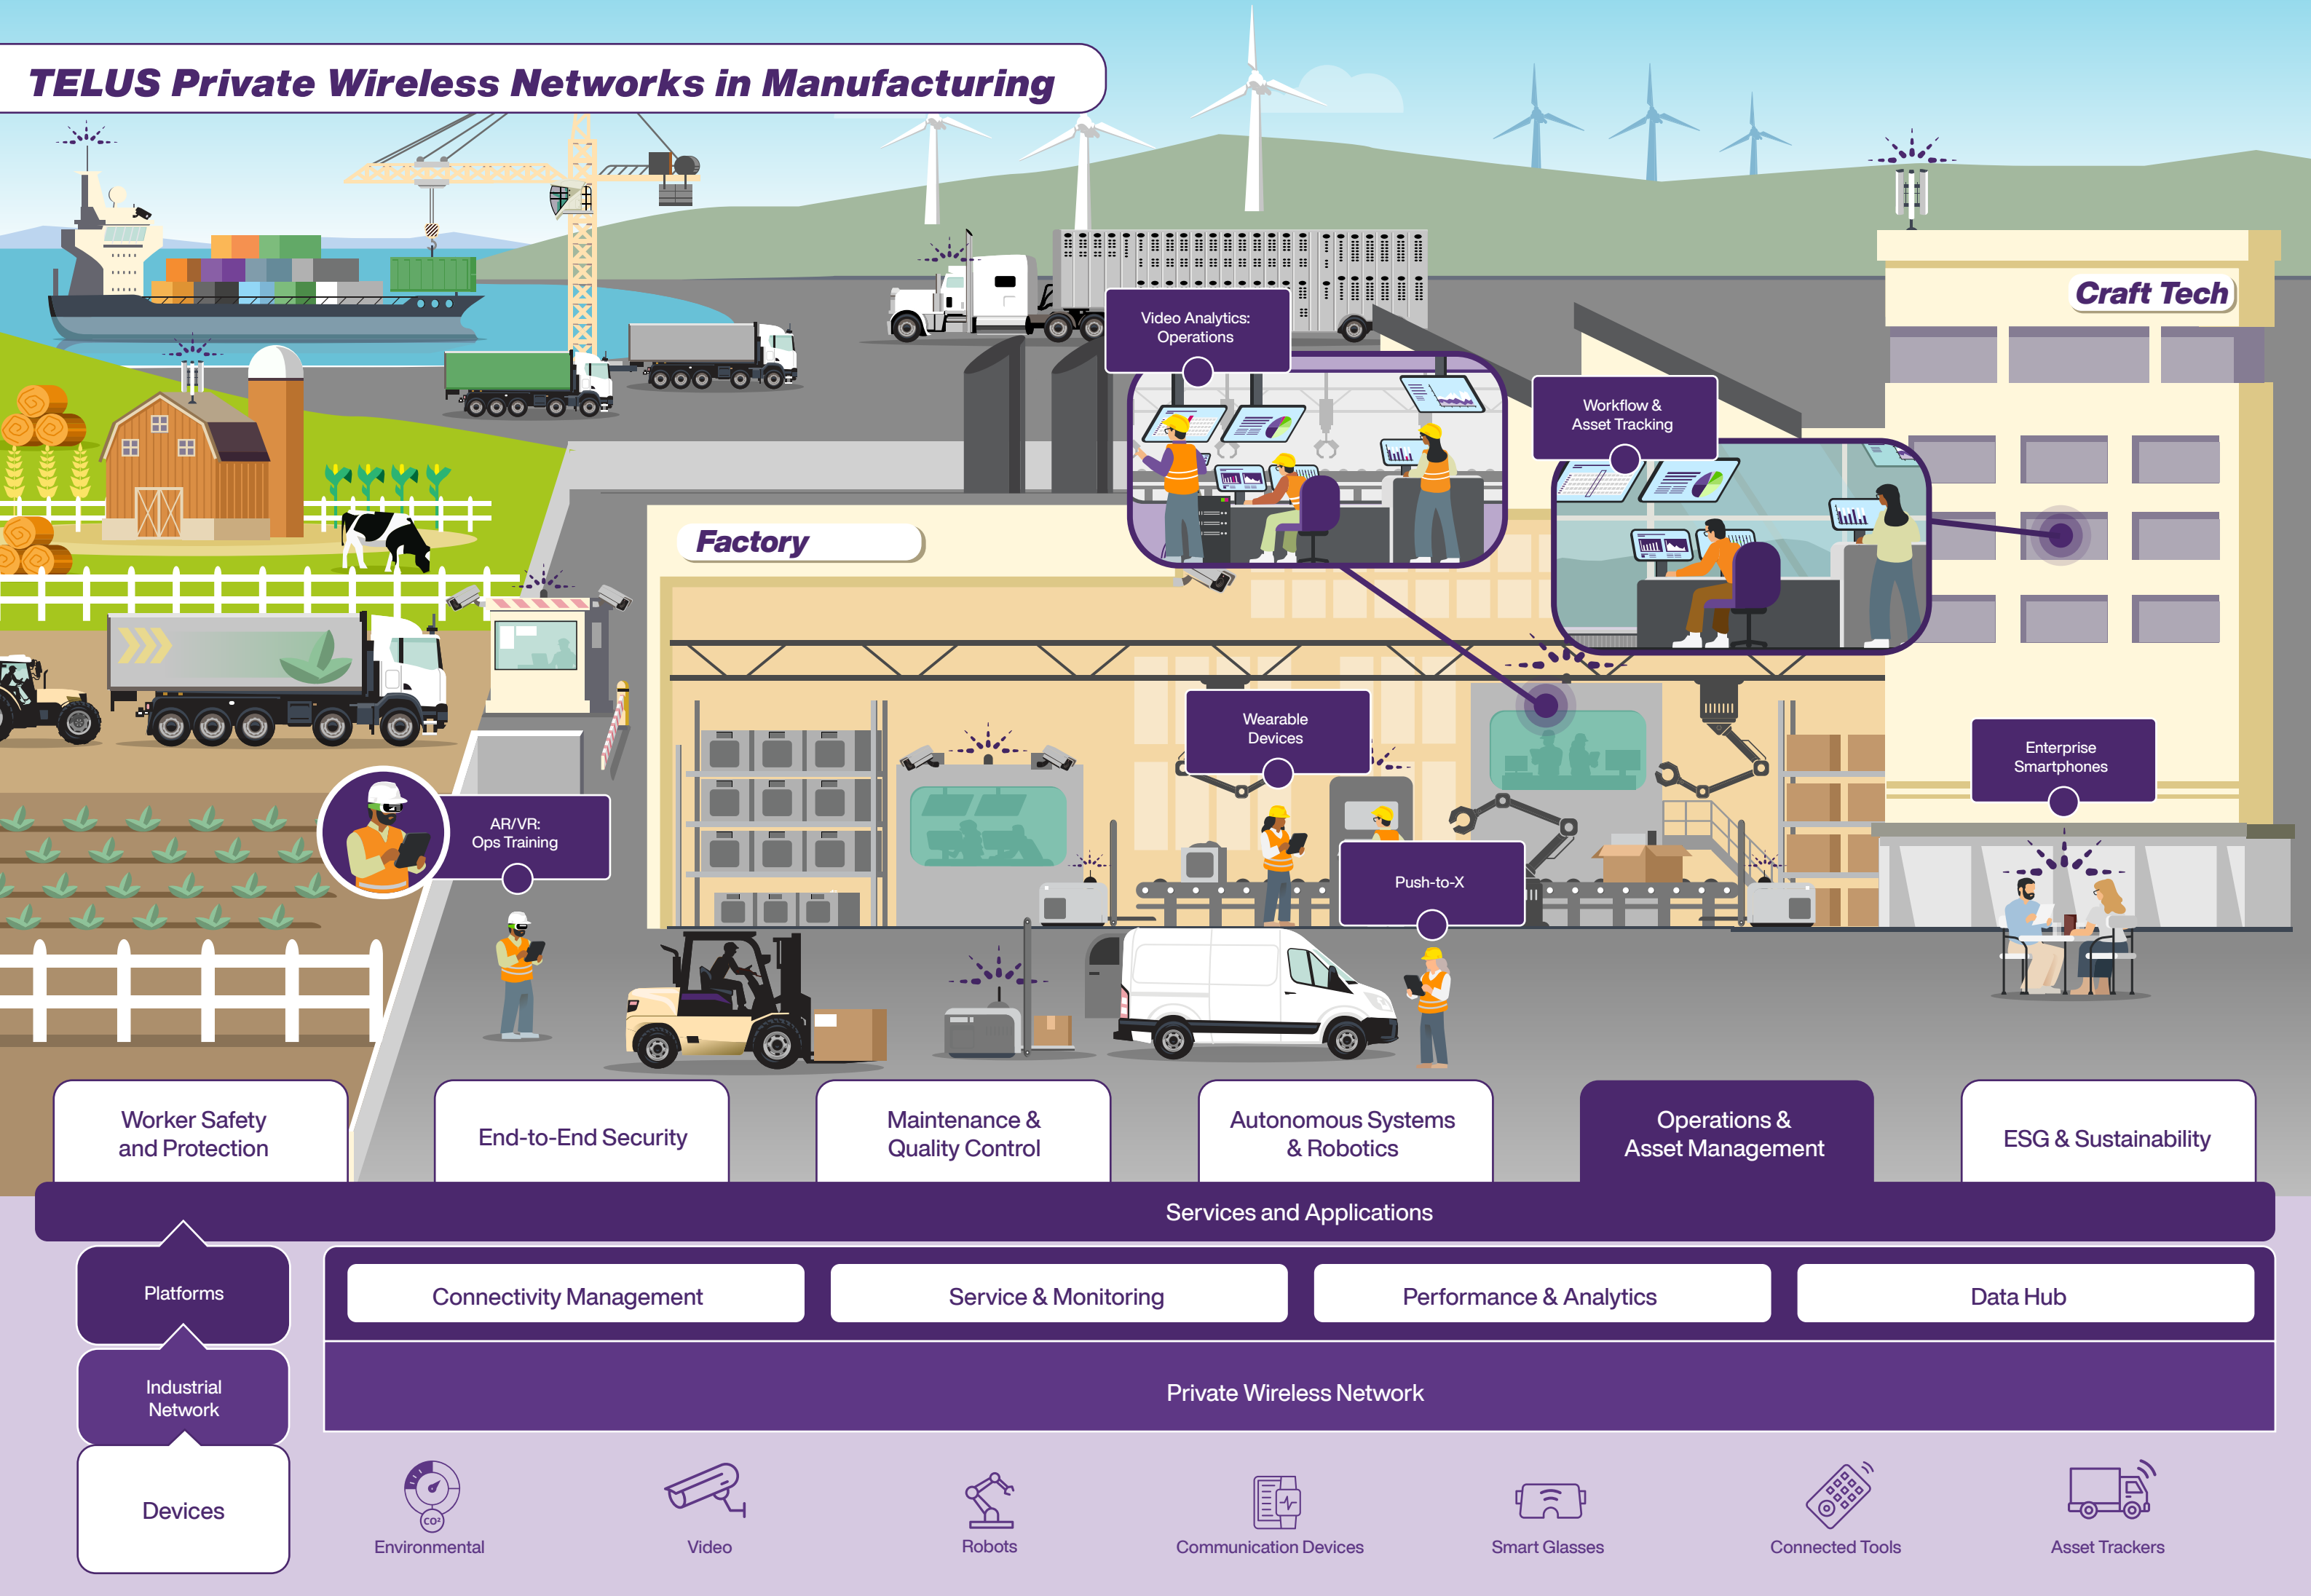 TELUS Private Wireless Networks in Manufacturing
Craft Tech
Video Analytics:
Operations
Workflow &
Asset Tracking
Factory
Wearable
Devices
Enterprise
Smartphones
AR/VR:
Ops Training
Push-to-X
Worker Safety
and Protection
End-to-End Security
Maintenance &
Quality Control
Autonomous Systems
& Robotics
Operations &
Asset Management
ESG & Sustainability
Services and Applications
Platforms
Connectivity Management
Service & Monitoring
Performance & Analytics
Data Hub
Industrial
Network
Private Wireless Network
Devices
CO²
Environmental
Video
Robots
Communication Devices
Smart Glasses
Connected Tools
Asset Trackers